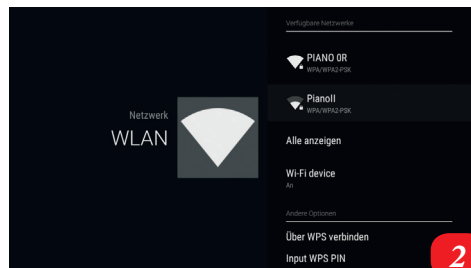 Verfügbare Netzwerke
PIANO 0R
WPA/WPA2-PSK
PianoII
WPA/WPA2-PSK
Netzwerk
WLAN
Alle anzeigen
Wi-Fi device
An
Andere Optionen
Über WPS verbinden
Input WPS PIN
2